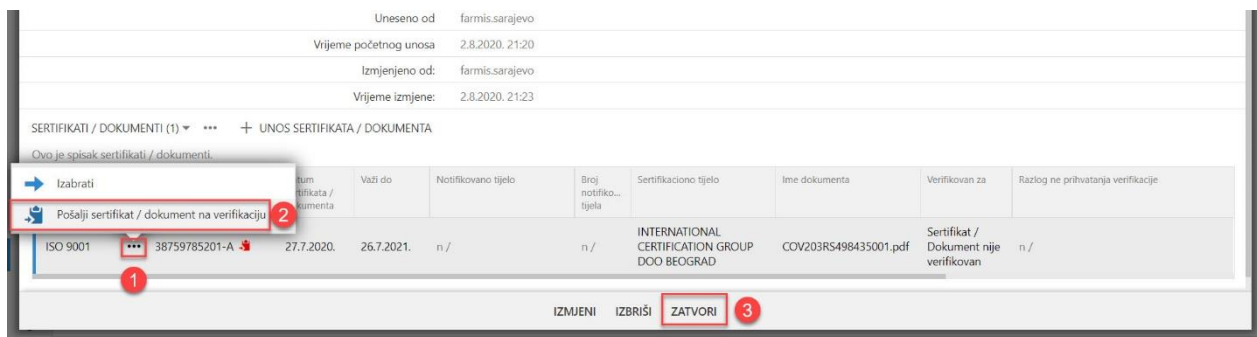 Uneseno od farmis.sarajevo
Vrijeme početnog unosa 2.8.2020. 21:20
Izmjenjeno od: farmis.sarajevo
Vrijeme izmjene: 2.8.2020. 21:23
SERTIFIKATI / DOKUMENTI (1) ••• + UNOS SERTIFIKATA / DOKUMENTA
Ovo je spisak sertifikati / dokumenti.
Izabrati
Pošalji sertifikat / dokument na verifikaciju 2
tum
rtifikata /
kumenta
Važi do
Notifikovano tijelo
Broj
notifiko...
tijela
Sertifikaciono tijelo
Ime dokumenta
Verifikovan za
Razlog ne prihvatanja verifikacije
ISO 9001 ••• 38759785201-A 27.7.2020. 26.7.2021. n /
n /
INTERNATIONAL
CERTIFICATION GROUP
DOO BEOGRAD
COV203RS498435001.pdf
Sertifikat /
Dokument nije
verifikovan
n /
1
IZMJENI IZBRIŠI ZATVORI 3